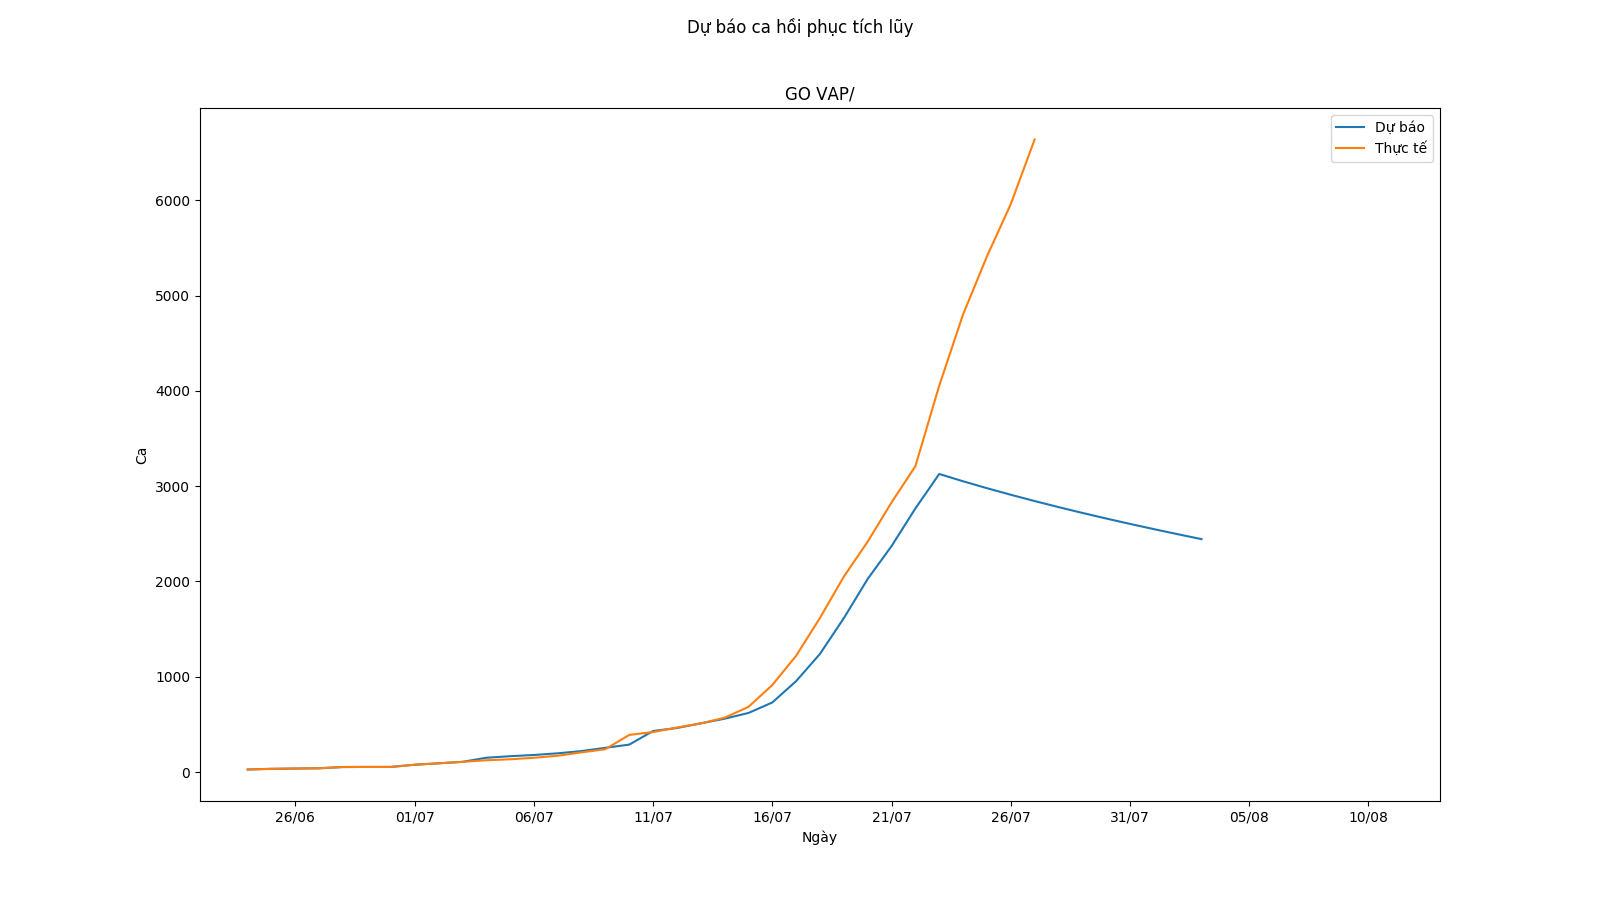 Dự báo ca hồi phục tích lũy
GO VAP/
Dự báo
Thực tế
6000
5000
4000
3000
2000
1000
0
Ca
26/06 01/07 06/07 11/07 16/07 21/07 26/07 31/07 05/08 10/08
Ngày